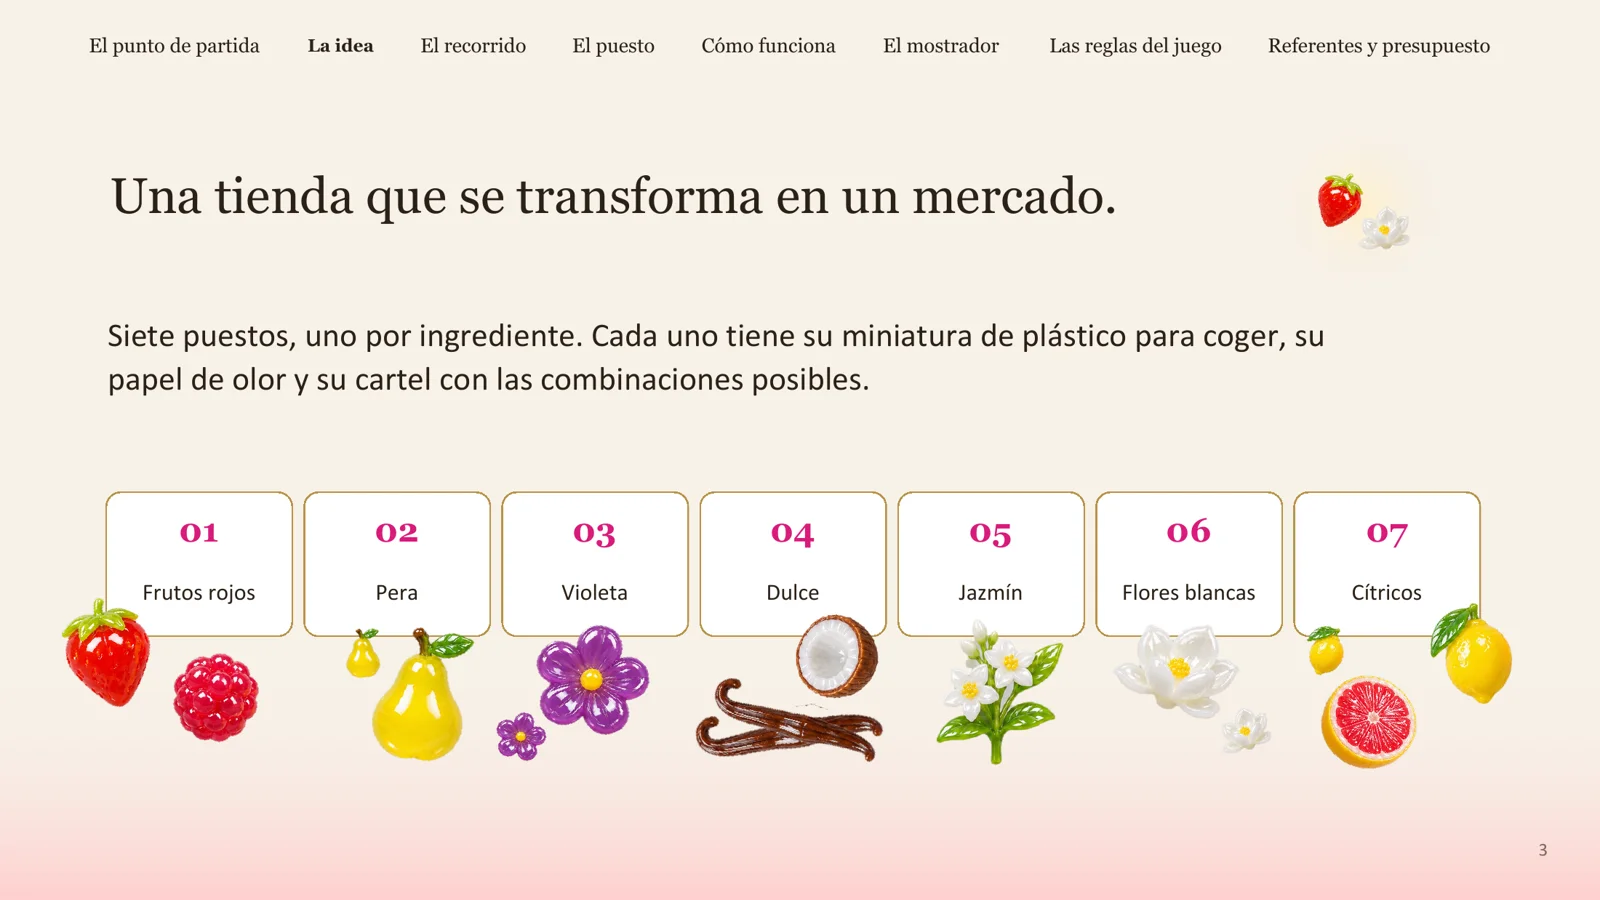 El punto de partida
La idea
El recorrido
El puesto
Cómo funciona
El mostrador
Las reglas del juego
Referentes y presupuesto
Una tienda que se transforma en un mercado.
Siete puestos, uno por ingrediente. Cada uno tiene su miniatura de plástico para coger, su
papel de olor y su cartel con las combinaciones posibles.
01
Frutos rojos
02
Pera
03
Violeta
04
Dulce
05
Jazmín
06
Flores blancas
07
Cítricos
3